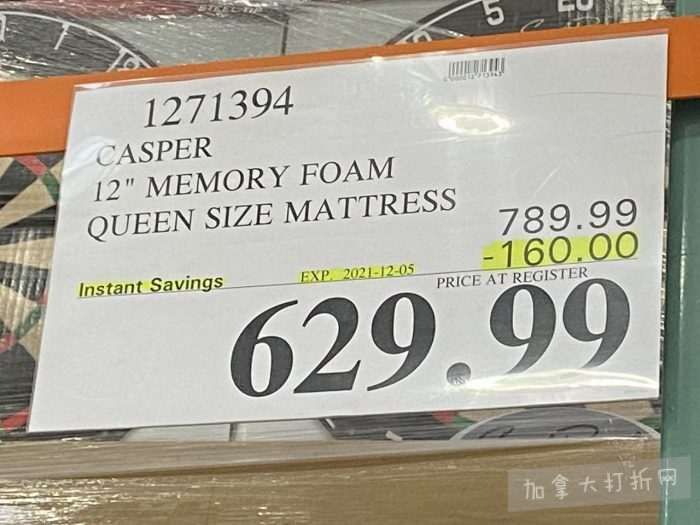 5
1271394
CASPER
12" MEMORY FOAM
QUEEN SIZE MATTRESS
789.99
-160.00
Instant Savings
EXP. 2021-12-05
PRICE AT REGISTER
629.99
加拿大打折网